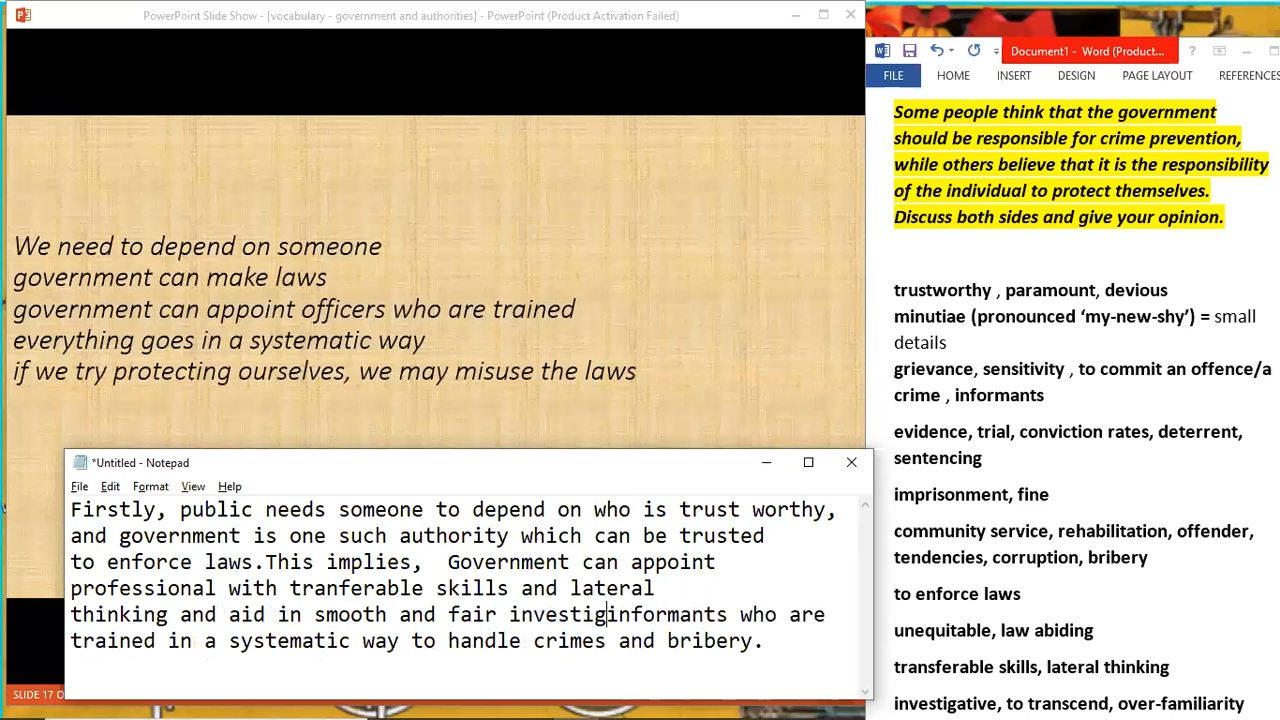 PowerPoint Slide Show - [vocabulary - government and authorities] - PowerPoint (Product Activation Failed)
We need to depend on someone
government can make laws
government can appoint officers who are trained
everything goes in a systematic way
if we try protecting ourselves, we may misuse the laws
SLIDE 17 O
*Untitled - Notepad
File Edit Format View Help
Firstly, public needs someone to depend on who is trust worthy,
and government is one such authority which can be trusted
to enforce laws.This implies,  Government can appoint
professional with tranferable skills and lateral
thinking and aid in smooth and fair investiginformants who are
trained in a systematic way to handle crimes and bribery.
Document1 - Word (Product...
FILE HOME INSERT DESIGN PAGE LAYOUT REFERENCES
Some people think that the government
should be responsible for crime prevention,
while others believe that it is the responsibility
of the individual to protect themselves.
Discuss both sides and give your opinion.
trustworthy , paramount, devious
minutiae (pronounced ‘my-new-shy’) = small
details
grievance, sensitivity , to commit an offence/a
crime , informants
evidence, trial, conviction rates, deterrent,
sentencing
imprisonment, fine
community service, rehabilitation, offender,
tendencies, corruption, bribery
to enforce laws
unequitable, law abiding
transferable skills, lateral thinking
investigative, to transcend, over-familiarity